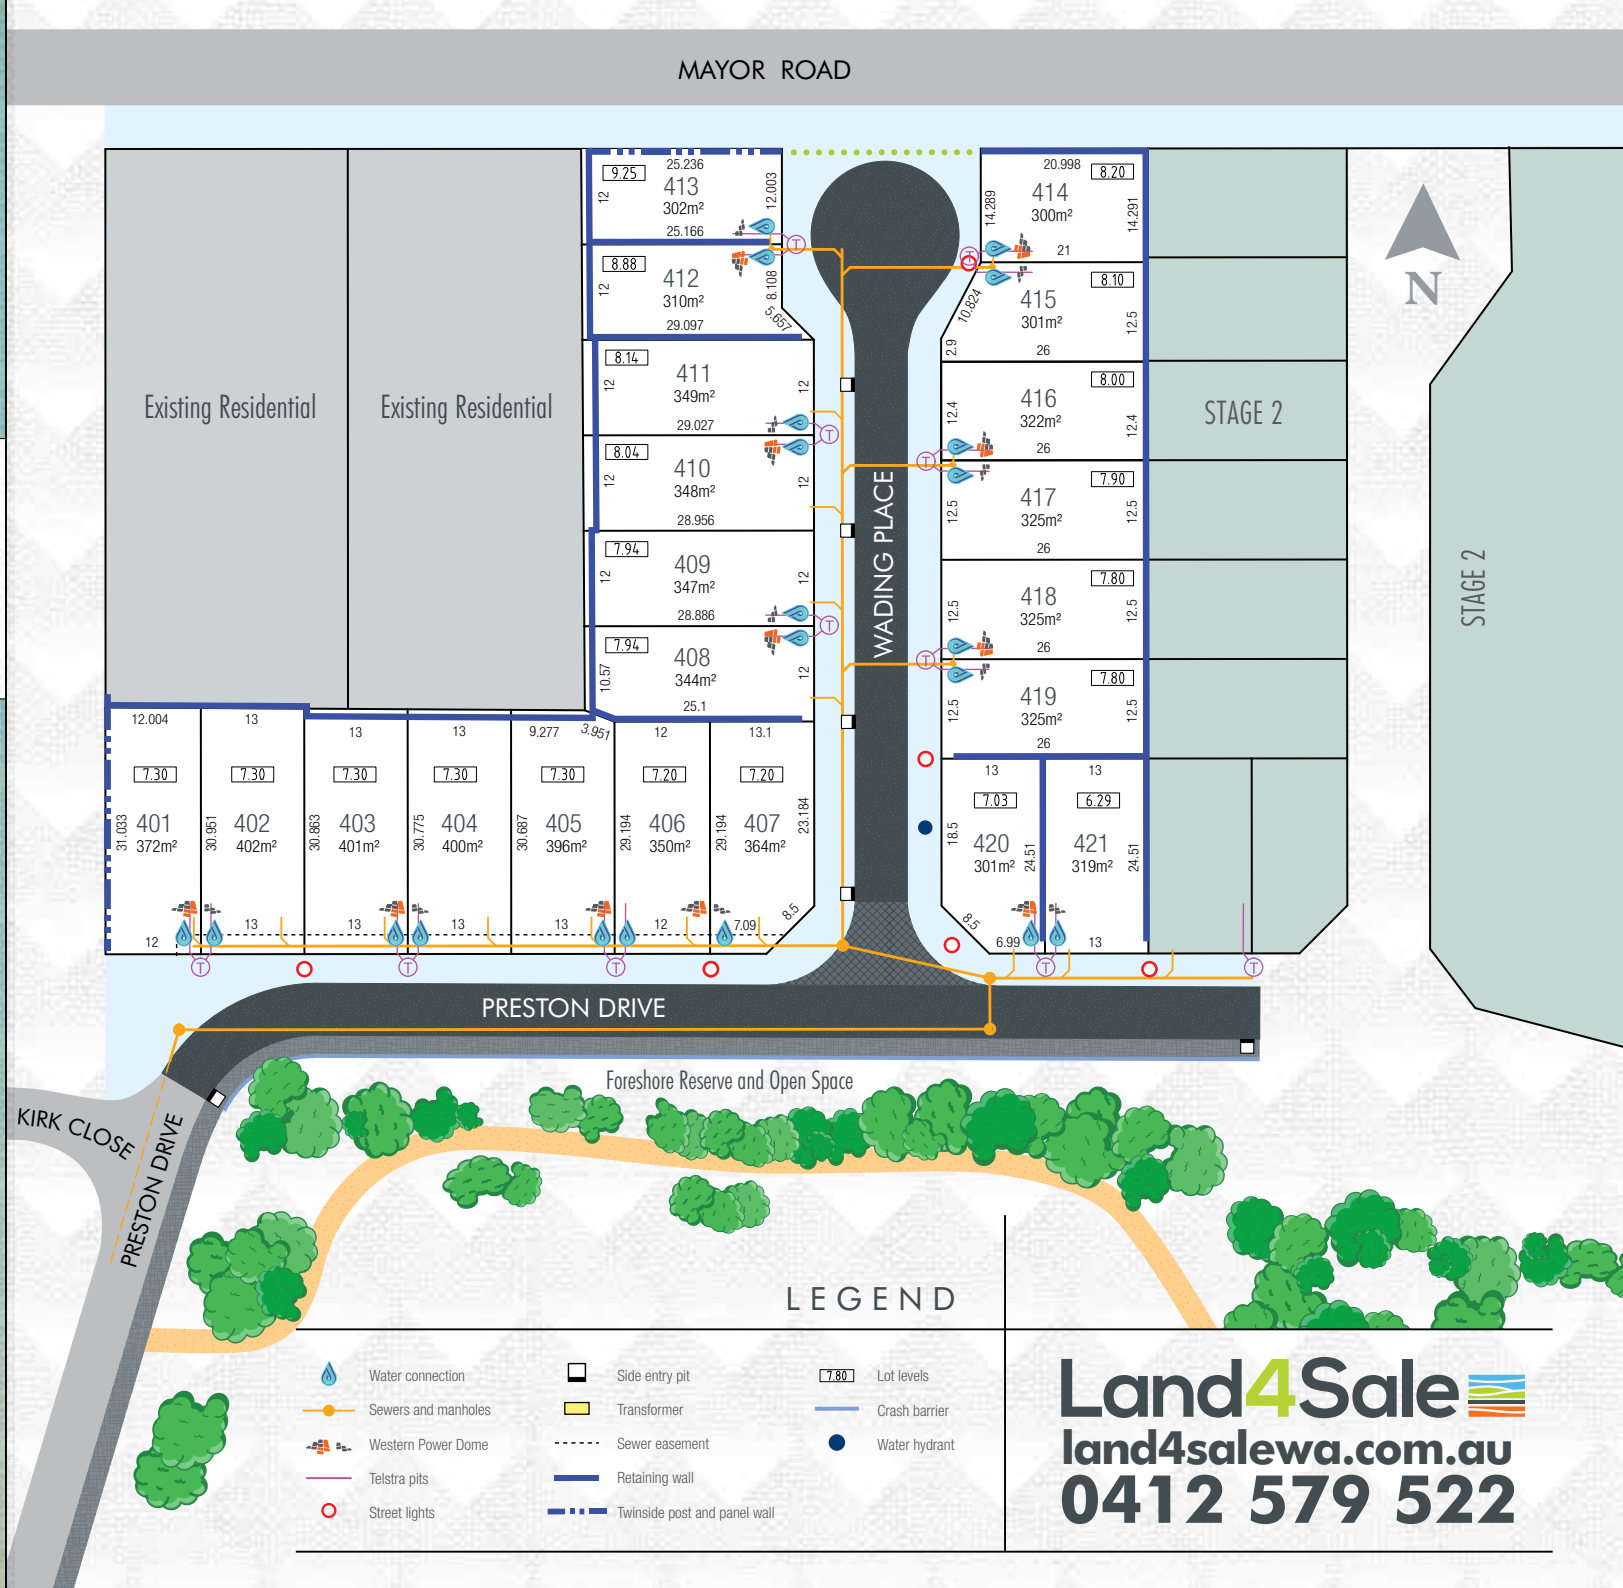 MAYOR ROAD
Existing Residential
Existing Residential
9.25
25.236
413
302m²
12
12.003
25.166
8.88
412
310m²
12
8.108
5.657
29.097
8.14
411
349m²
12
12
29.027
8.04
410
348m²
12
12
28.956
7.94
409
347m²
12
12
28.886
7.94
408
344m²
10.57
12
25.1
T
T
T
WADING PLACE
20.998
8.20
414
300m²
14.289
14.291
21
T
8.10
415
301m²
10.824
2.9
12.5
26
8.00
416
322m²
12.4
12.4
26
T
7.90
417
325m²
12.5
12.5
26
7.80
418
325m²
12.5
12.5
26
T
7.80
419
325m²
12.5
12.5
26
STAGE 2
STAGE 2
N
12.004
7.30
401
372m²
31.033
12
13
7.30
402
402m²
30.951
13
13
7.30
403
401m²
30.863
13
13
7.30
404
400m²
30.775
13
9.277
3.951
7.30
405
396m²
30.687
13
12
7.20
406
350m²
29.194
12
13.1
7.20
407
364m²
29.194
23.184
7.09
8.5
13
7.03
420
301m²
18.5
24.51
8.5
6.99
13
6.29
421
319m²
24.51
13
T
T
T
T
T
PRESTON DRIVE
Foreshore Reserve and Open Space
KIRK CLOSE
PRESTON DRIVE
LEGEND
Water connection
Sewers and manholes
Western Power Dome
Telstra pits
Street lights
Side entry pit
Transformer
Sewer easement
Retaining wall
Twinside post and panel wall
7.80
Lot levels
Crash barrier
Water hydrant
Land4Sale
land4salewa.com.au
0412 579 522